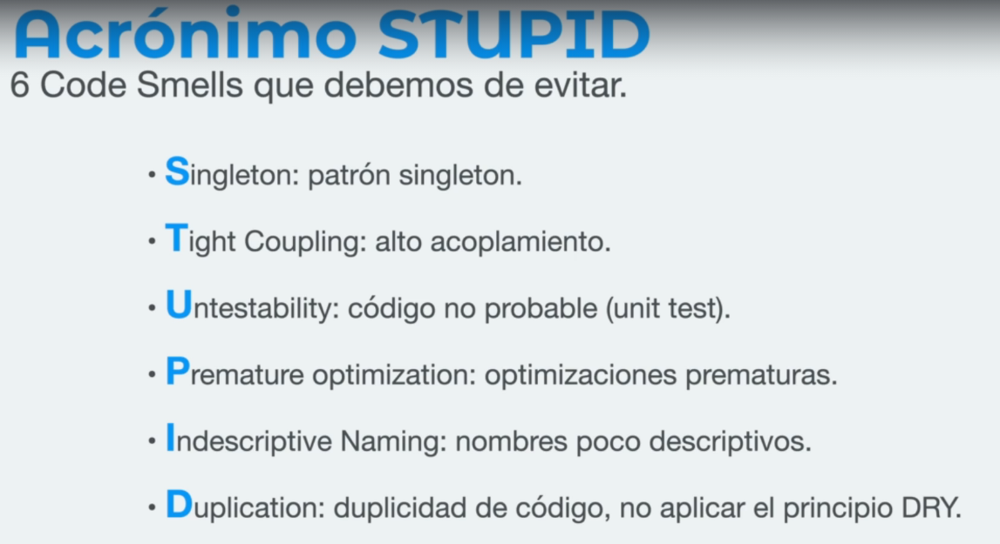 Acrónimo STUPID
6 Code Smells que debemos de evitar.
• Singleton: patrón singleton.
• Tight Coupling: alto acoplamiento.
• Untestability: código no probable (unit test).
• Premature optimization: optimizaciones prematuras.
• Indescriptive Naming: nombres poco descriptivos.
• Duplication: duplicidad de código, no aplicar el principio DRY.